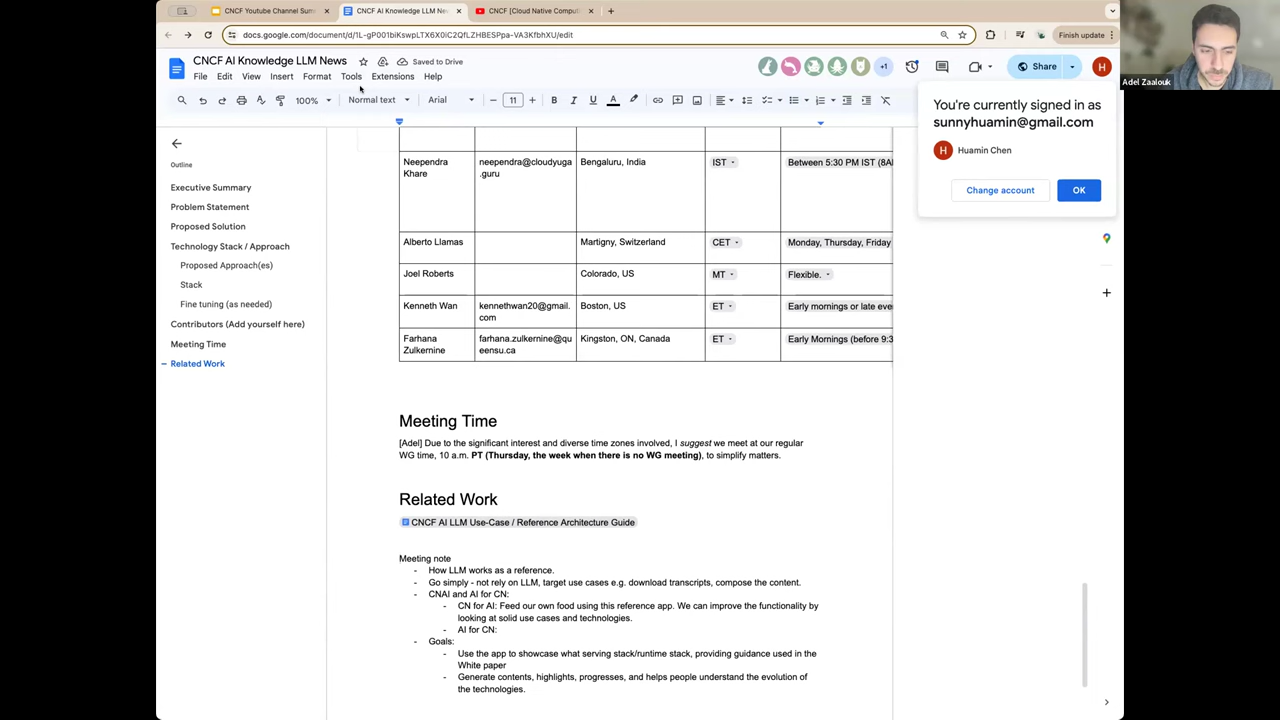 CNCF Youtube Channel Sum
CNCF AI Knowledge LLM New
CNCF [Cloud Native Comput
docs.google.com/document/d/1L-gP001biKswpLTX6X0iC2QfLZHBESPpa-VA3KfbhXU/edit
Finish update
CNCF AI Knowledge LLM News
Saved to Drive
File Edit View Insert Format Tools Extensions Help
+1
Share
H
100%
Normal text
Arial
11
You're currently signed in as
sunnyhuamin@gmail.com
H Huamin Chen
Change account
OK
Adel Zaalouk
Outline
Executive Summary
Problem Statement
Proposed Solution
Technology Stack / Approach
Proposed Approach(es)
Stack
Fine tuning (as needed)
Contributors (Add yourself here)
Meeting Time
Related Work
Neependra Khare neependra@cloudyuga.guru Bengaluru, India IST Between 5:30 PM IST (8A
Alberto Llamas Martigny, Switzerland CET Monday, Thursday, Friday
Joel Roberts Colorado, US MT Flexible.
Kenneth Wan kennethwan20@gmail.com Boston, US ET Early mornings or late eve
Farhana Zulkernine farhana.zulkernine@queensu.ca Kingston, ON, Canada ET Early Mornings (before 9:3
Meeting Time
[Adel] Due to the significant interest and diverse time zones involved, I suggest we meet at our regular
WG time, 10 a.m. PT (Thursday, the week when there is no WG meeting), to simplify matters.
Related Work
CNCF AI LLM Use-Case / Reference Architecture Guide
Meeting note
- How LLM works as a reference.
- Go simply - not rely on LLM, target use cases e.g. download transcripts, compose the content.
- CNAI and AI for CN:
- CN for AI: Feed our own food using this reference app. We can improve the functionality by
looking at solid use cases and technologies.
- AI for CN:
- Goals:
- Use the app to showcase what serving stack/runtime stack, providing guidance used in the
White paper
- Generate contents, highlights, progresses, and helps people understand the evolution of
the technologies.